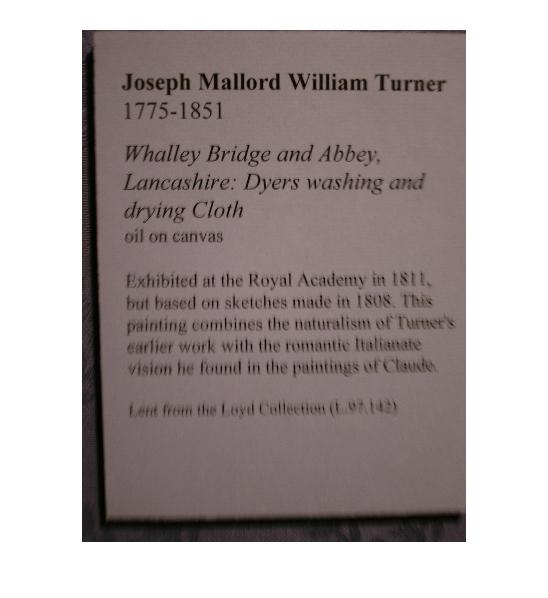 Joseph Mallord William Turner
1775-1851
Whalley Bridge and Abbey,
Lancashire: Dyers washing and
drying Cloth
oil on canvas
Exhibited at the Royal Academy in 1811,
but based on sketches made in 1808. This
painting combines the naturalism of Turner's
earlier work with the romantic Italianate
vision he found in the paintings of Claude.
Lent from the Loyd Collection (L.97.142)